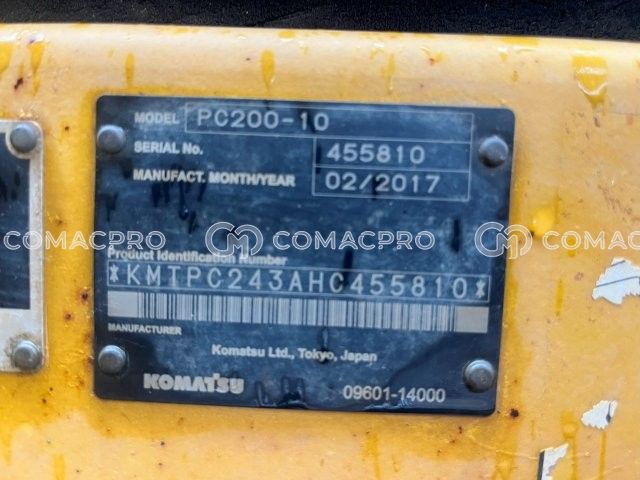 MODEL PC200-10
SERIAL No. 455810
MANUFACT. MONTH/YEAR 02/2017
COMACPRO COMACPRO COMACPRO
Product Identification Number
*KMTPC243AHC455810*
MANUFACTURER
Komatsu Ltd., Tokyo, Japan
KOMATSU 09601-14000